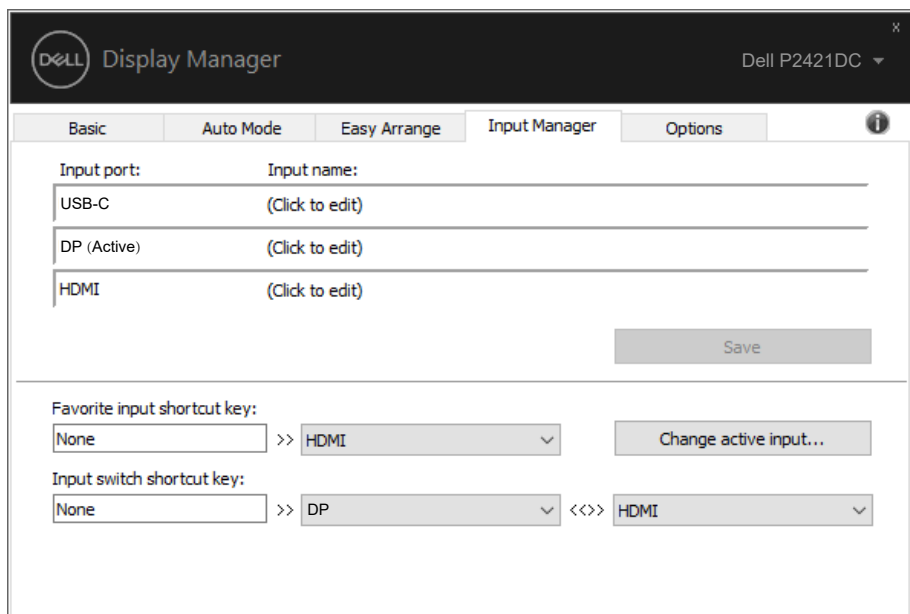 x
DELL Display Manager Dell P2421DC
Basic Auto Mode Easy Arrange Input Manager Options i
Input port: Input name:
USB-C (Click to edit)
DP (Active) (Click to edit)
HDMI (Click to edit)
Save
Favorite input shortcut key:
None >> HDMI Change active input...
Input switch shortcut key:
None >> DP <<>> HDMI